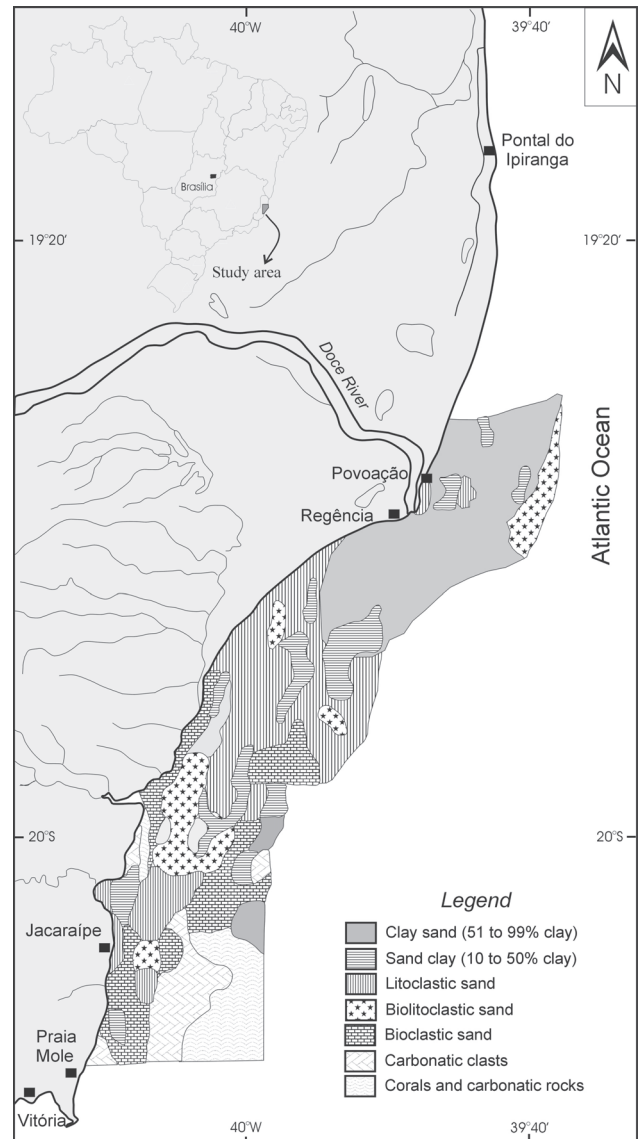 40°W
39°40'
N
Pontal do
Ipiranga
Brasília
19°20'
19°20'
Study area
Doce River
Povoação
Regência
Atlantic Ocean
20°S
20°S
Legend
Clay sand (51 to 99% clay)
Sand clay (10 to 50% clay)
Litoclastic sand
Biolitoclastic sand
Bioclastic sand
Carbonatic clasts
Corals and carbonatic rocks
Jacaraípe
Praia
Mole
Vitória
40°W
39°40'